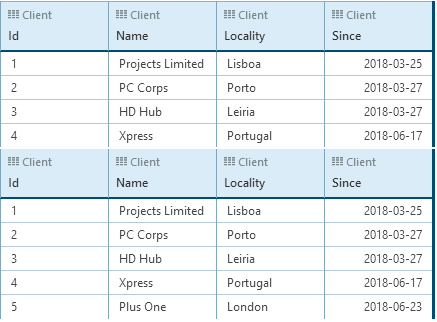 Client Client Client Client
Id Name Locality Since
1 Projects Limited Lisboa 2018-03-25
2 PC Corps Porto 2018-03-27
3 HD Hub Leiria 2018-03-27
4 Xpress Portugal 2018-06-17
Client Client Client Client
Id Name Locality Since
1 Projects Limited Lisboa 2018-03-25
2 PC Corps Porto 2018-03-27
3 HD Hub Leiria 2018-03-27
4 Xpress Portugal 2018-06-17
5 Plus One London 2018-06-23